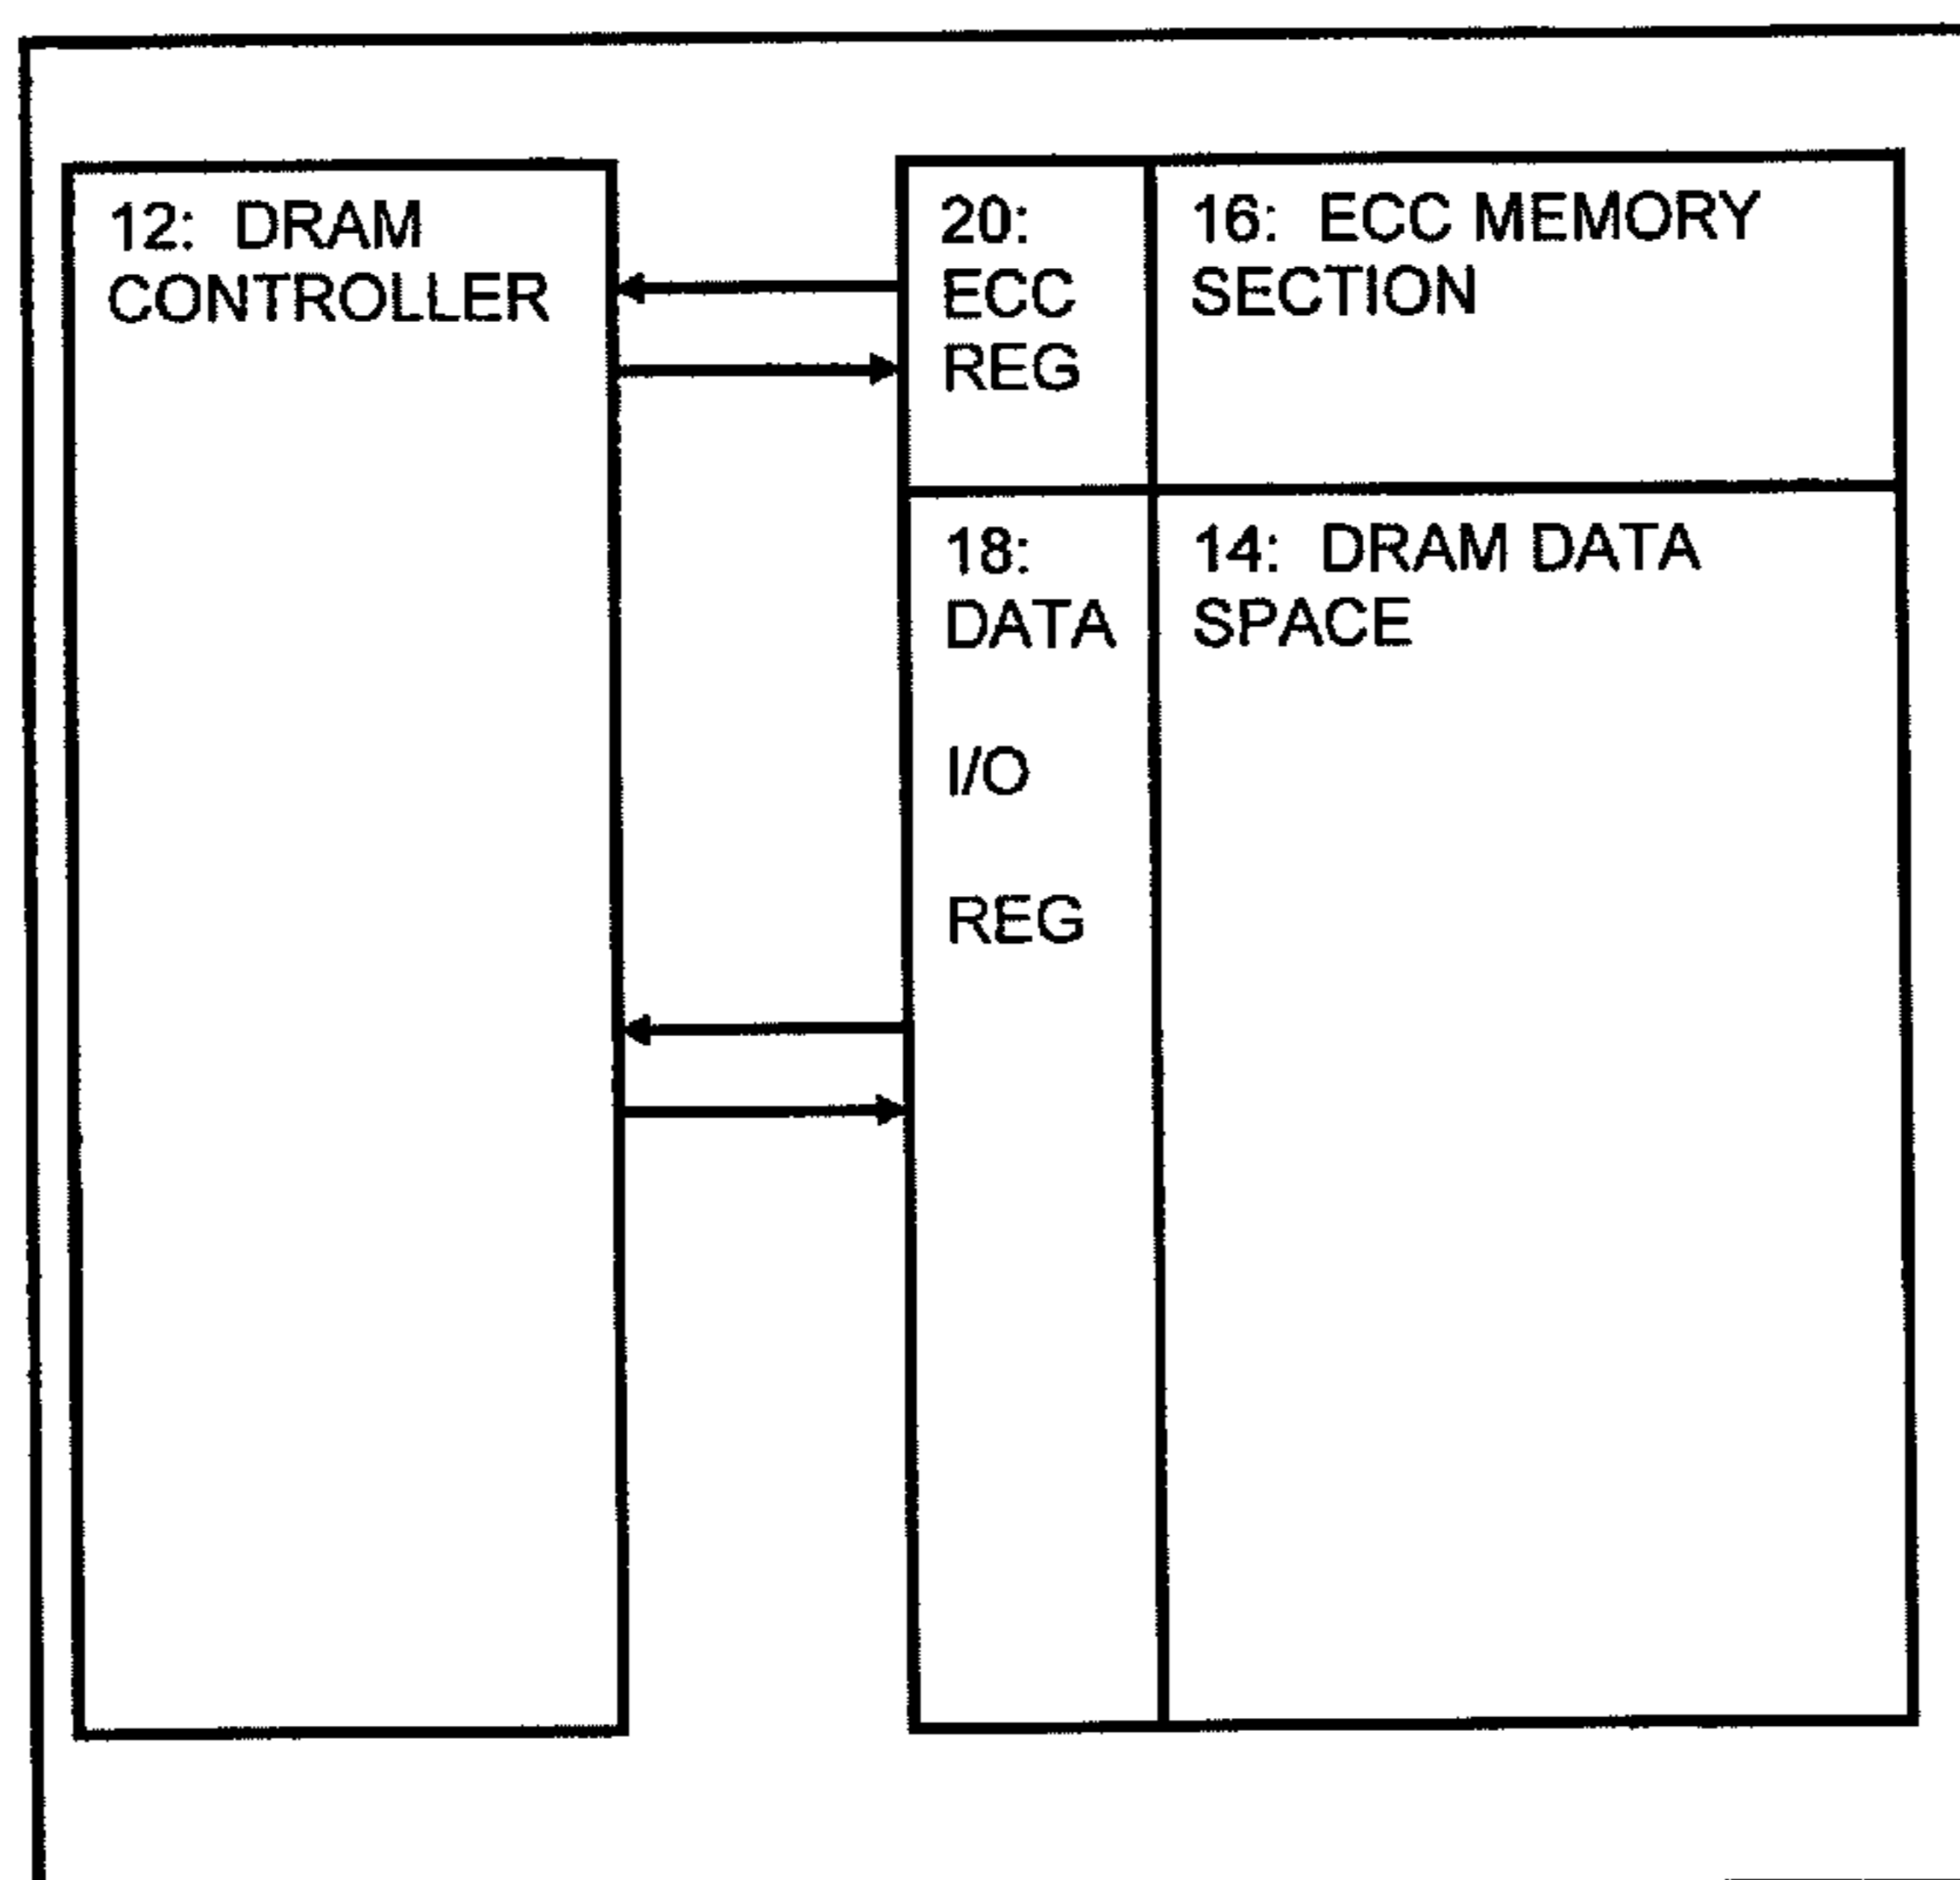 12: DRAM
CONTROLLER
20:
ECC
REG
16: ECC MEMORY
SECTION
18:
DATA
I/O
REG
14: DRAM DATA
SPACE